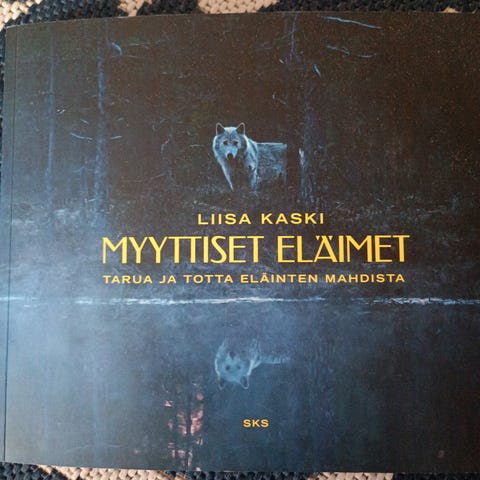 LIISA KASKI
MYYTTISET ELÄIMET
TARUA JA TOTTA ELÄINTEN MAHDISTA
SKS